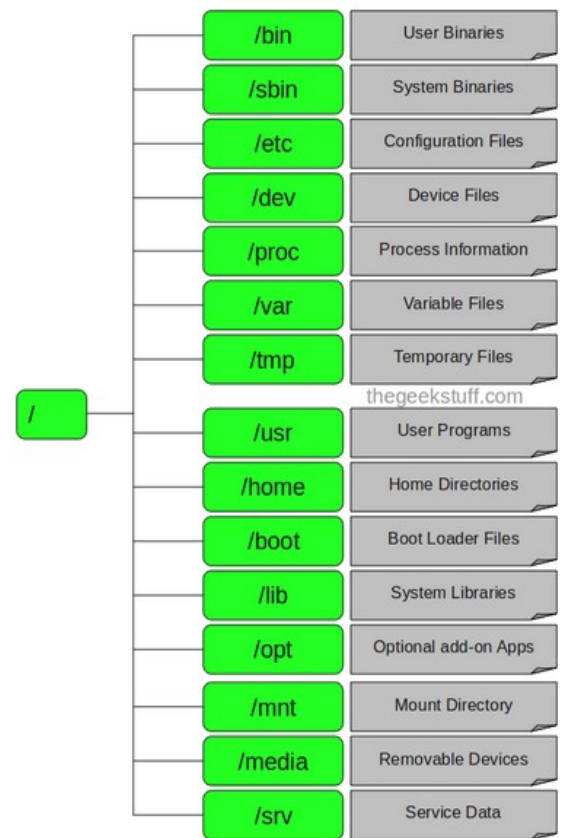 /bin User Binaries
/sbin System Binaries
/etc Configuration Files
/dev Device Files
/proc Process Information
/var Variable Files
/tmp Temporary Files
thegeekstuff.com
/
/usr User Programs
/home Home Directories
/boot Boot Loader Files
/lib System Libraries
/opt Optional add-on Apps
/mnt Mount Directory
/media Removable Devices
/srv Service Data